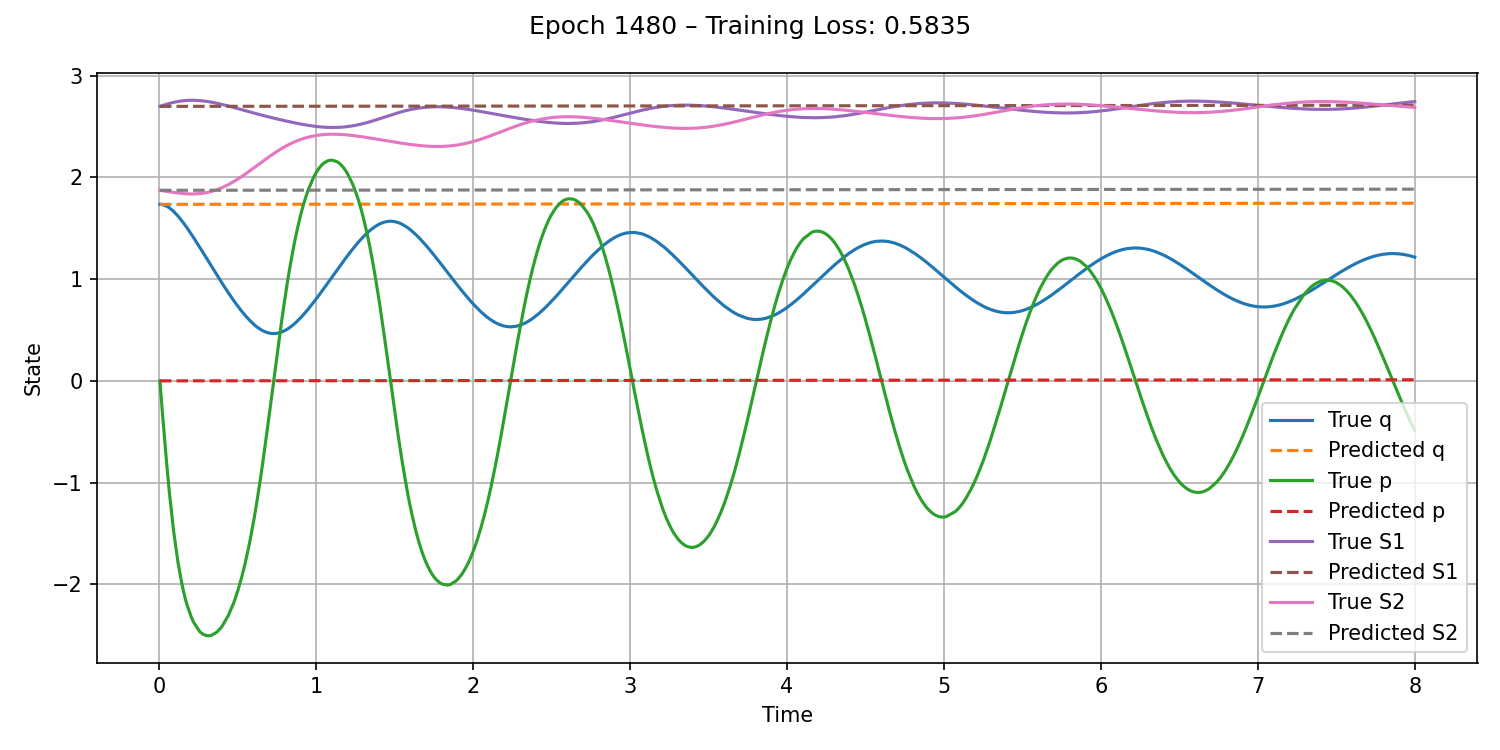 Epoch 1480 – Training Loss: 0.5835
3
2
1
0
−1
−2
State
0 1 2 3 4 5 6 7 8
Time
True q
Predicted q
True p
Predicted p
True S1
Predicted S1
True S2
Predicted S2